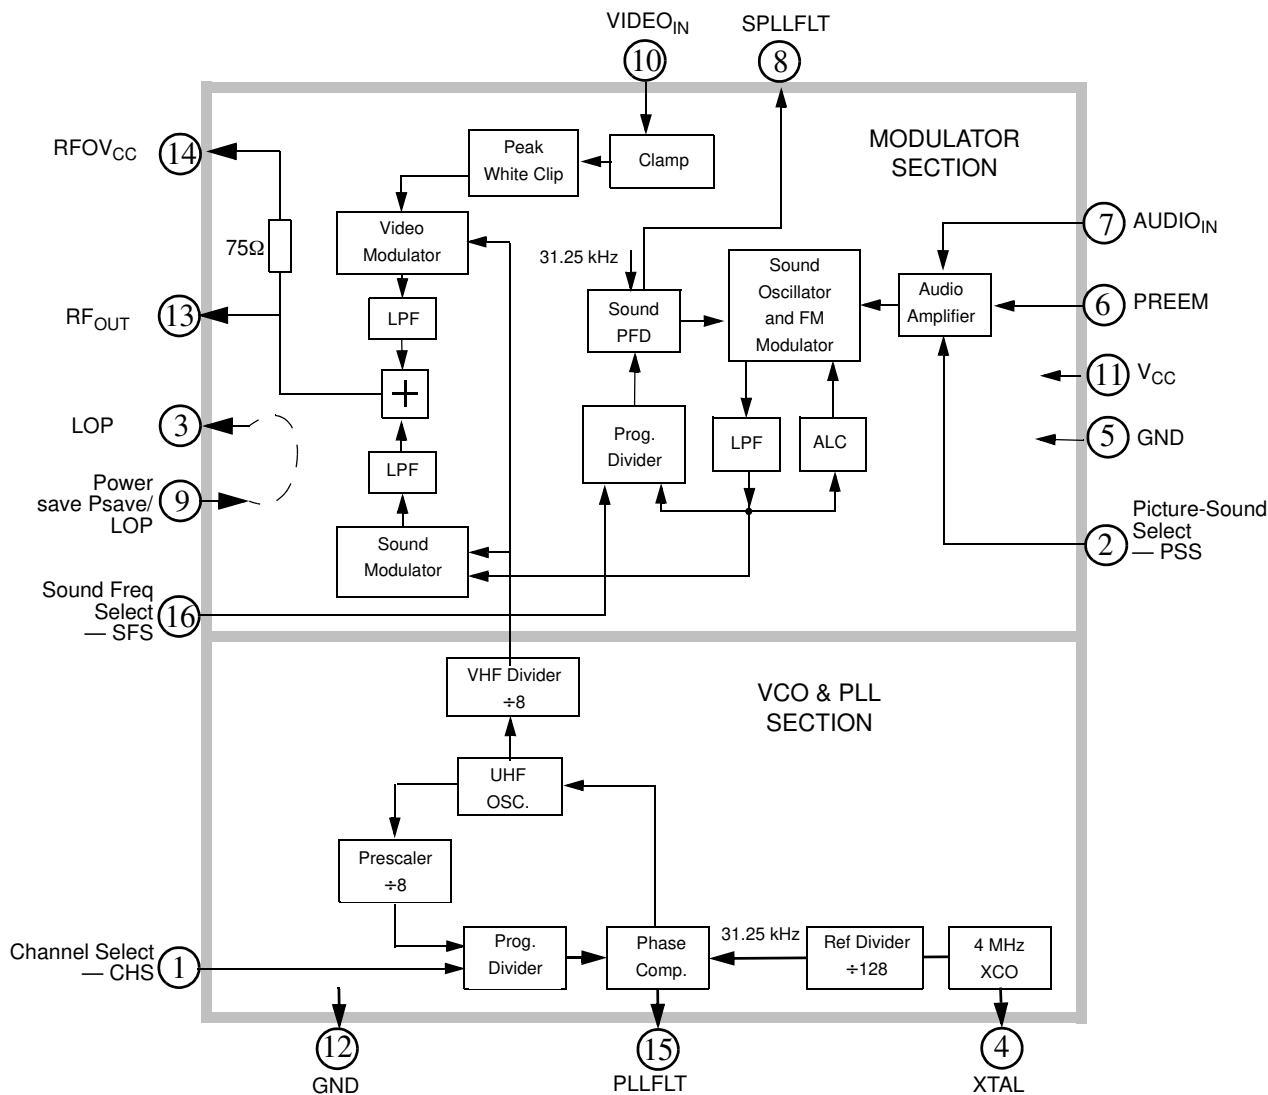 VIDEOIN
SPLLFLT
10
8
MODULATOR
SECTION
RFOVCC
14
Peak
White Clip
Clamp
7
AUDIOIN
Video
Modulator
75Ω
31.25 kHz
Sound
Oscillator
and FM
Modulator
Audio
Amplifier
6
PREEM
RFOUT
13
LPF
Sound
PFD
11
VCC
+
LOP
3
Prog.
Divider
LPF
ALC
5
GND
LPF
Power
save Psave/
LOP
9
Picture-Sound
Select
— PSS
2
Sound
Modulator
Sound Freq
Select
— SFS
16
VHF Divider
÷8
VCO & PLL
SECTION
UHF
OSC.
Prescaler
÷8
Channel Select
— CHS
1
Prog.
Divider
Phase
Comp.
31.25 kHz
Ref Divider
÷128
4 MHz
XCO
12
GND
15
PLLFLT
4
XTAL